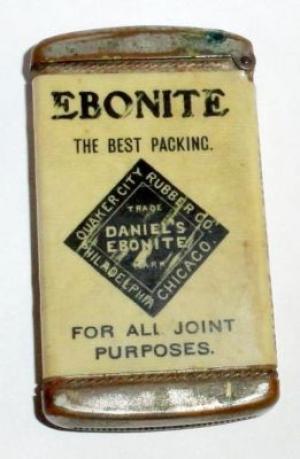 EBONITE
THE BEST PACKING.
QUAKER CITY RUBBER CO.
TRADE
DANIEL'S
EBONITE
MARK
PHILADELPHIA CHICAGO.
FOR ALL JOINT
PURPOSES.